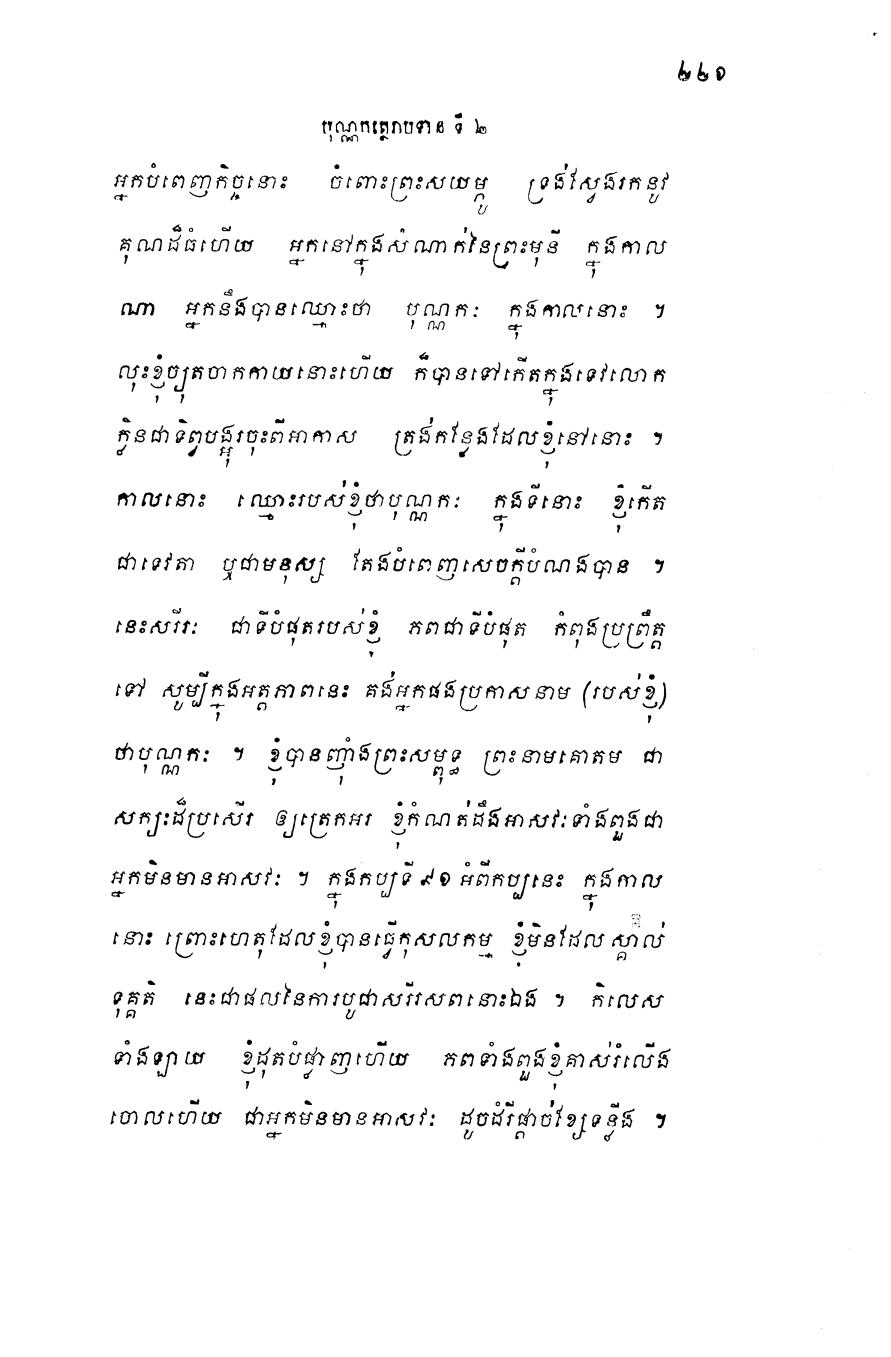 ២២១
បុណ្ណកត្ថេរាបទាន ទី ២
អ្នកបំពេញកិច្ចនោះ ចំពោះព្រះសយម្ភូ ទ្រង់ស្វែងរកនូវ
គុណដ៏ធំហើយ អ្នកនៅក្នុងសំណាក់នៃព្រះមុនី ក្នុងកាល
ណា អ្នកនឹងបានឈ្មោះថា បុណ្ណកៈ ក្នុងកាលនោះ ។
លុះខ្ញុំច្យុតចាកកាយនោះហើយ ក៏បានទៅកើតក្នុងទេវលោក
ក្លិនជាទិព្វបង្អុរចុះពីអាកាស ត្រង់កន្លែងដែលខ្ញុំនៅនោះ ។
កាលនោះ ឈ្មោះរបស់ខ្ញុំថាបុណ្ណកៈ ក្នុងទីនោះ ខ្ញុំកើត
ជាទេវតា ឬជាមនុស្ស តែងបំពេញសេចក្តីបំណងបាន ។
នេះសរីរៈ ជាទីបំផុតរបស់ខ្ញុំ ភពជាទីបំផុត កំពុងប្រព្រឹត្ត
ទៅ សូម្បីក្នុងអត្តភាពនេះ គង់អ្នកផងប្រកាសនាម (របស់ខ្ញុំ)
ថាបុណ្ណកៈ ។ ខ្ញុំបានញុំាងព្រះសម្ពុទ្ធ ព្រះនាមគោតម ជា
សក្យះដ៏ប្រសើរ ឲ្យត្រេកអរ ខ្ញុំកំណត់ដឹងអាសវៈទាំងពួងជា
អ្នកមិនមានអាសវៈ ។ ក្នុងកប្បទី ៩១ អំពីកប្បនេះ ក្នុងកាល
នោះ ព្រោះហេតុដែលខ្ញុំបានធ្វើកុសលកម្ម ខ្ញុំមិនដែលស្គាល់
ទុគ្គតិ នេះជាផលនៃការបូជាសរីរសពនោះឯង ។ កិលេស
ទាំងឡាយ ខ្ញុំដុតបំផ្លាញហើយ ភពទាំងពួងខ្ញុំគាស់រំលើង
ចោលហើយ ជាអ្នកមិនមានអាសវៈ ដូចដំរីផ្តាច់ខ្សែទន្លីង ។